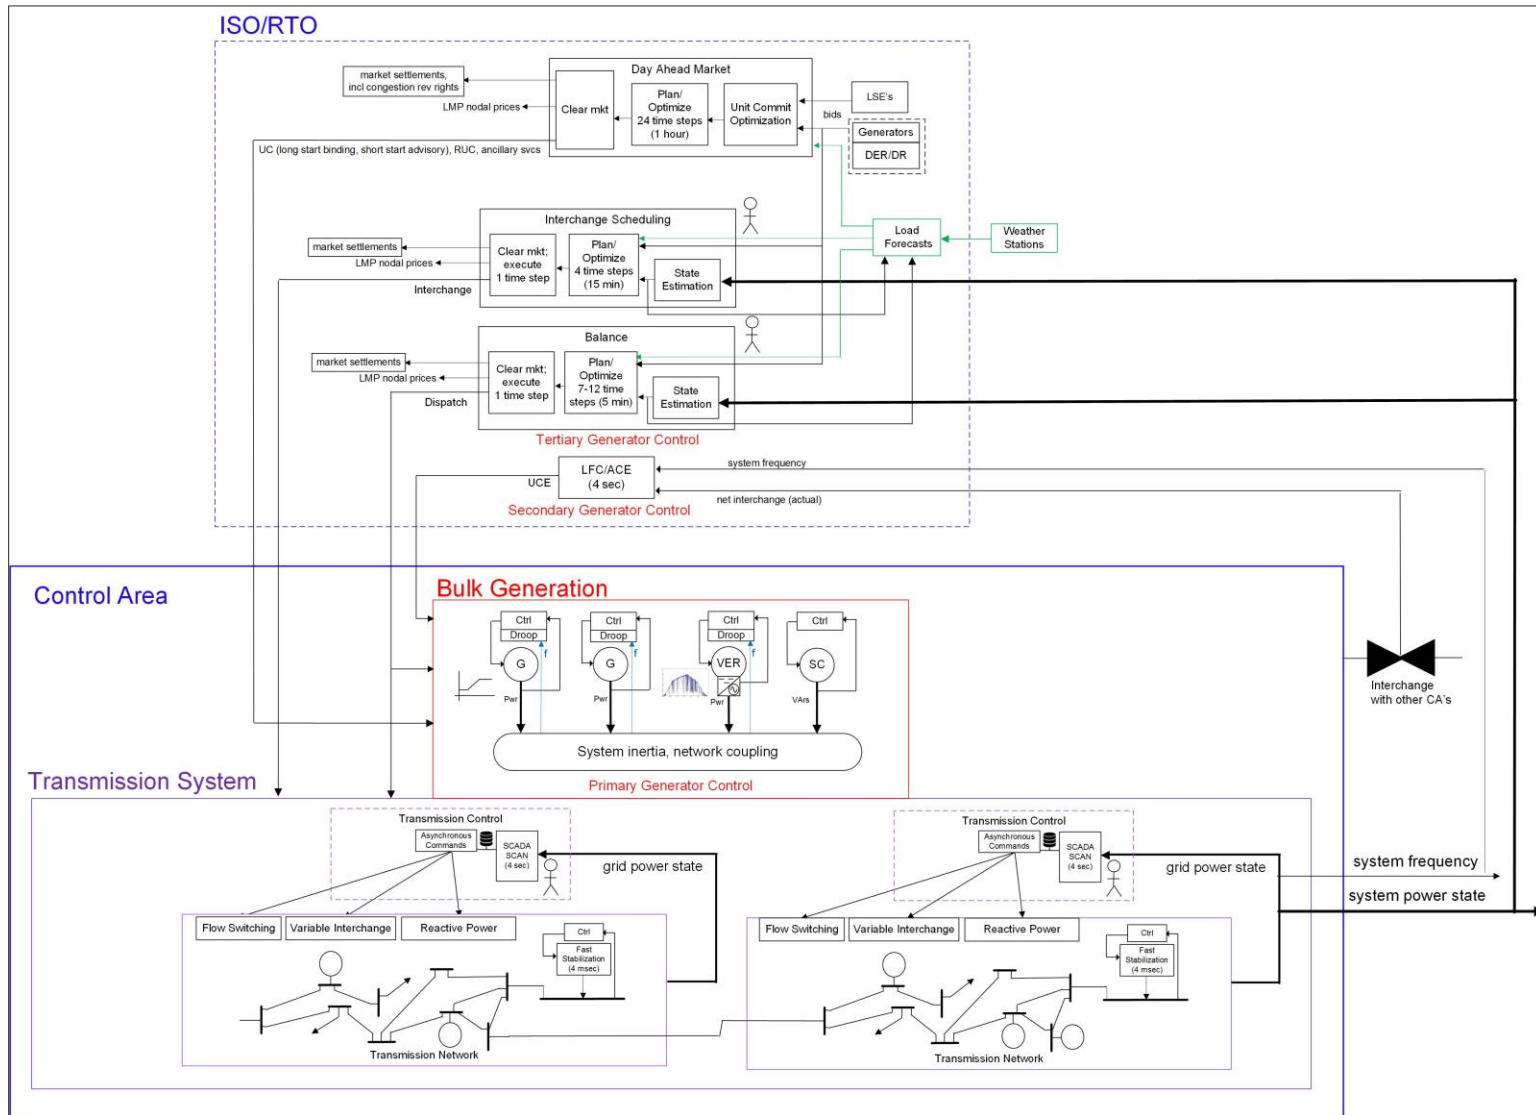 ISO/RTO
Day Ahead Market
market settlements,
incl congestion rev rights
LMP nodal prices
Clear mkt
Plan/
Optimize
24 time steps
(1 hour)
Unit Commit
Optimization
LSE's
bids
Generators
DER/DR
UC (long start binding, short start advisory), RUC, ancillary svcs
Interchange Scheduling
market settlements
LMP nodal prices
Clear mkt;
execute
1 time step
Plan/
Optimize
4 time steps
(15 min)
State
Estimation
Interchange
Load
Forecasts
Weather
Stations
Balance
market settlements
LMP nodal prices
Clear mkt;
execute
1 time step
Plan/
Optimize
7-12 time
steps (5 min)
State
Estimation
Dispatch
Tertiary Generator Control
LFC/ACE
(4 sec)
UCE
system frequency
net interchange (actual)
Secondary Generator Control
Control Area
Bulk Generation
Ctrl
Droop
f
G
Pwr
Ctrl
Droop
f
G
Pwr
Ctrl
Droop
f
VER
Pwr
Ctrl
SC
VArs
System inertia, network coupling
Primary Generator Control
Interchange
with other CA's
Transmission System
Transmission Control
Asynchronous
Commands
SCADA
SCAN
(4 sec)
grid power state
Flow Switching
Variable Interchange
Reactive Power
Ctrl
Fast
Stabilization
(4 msec)
Transmission Network
Transmission Control
Asynchronous
Commands
SCADA
SCAN
(4 sec)
grid power state
Flow Switching
Variable Interchange
Reactive Power
Ctrl
Fast
Stabilization
(4 msec)
Transmission Network
system frequency
system power state